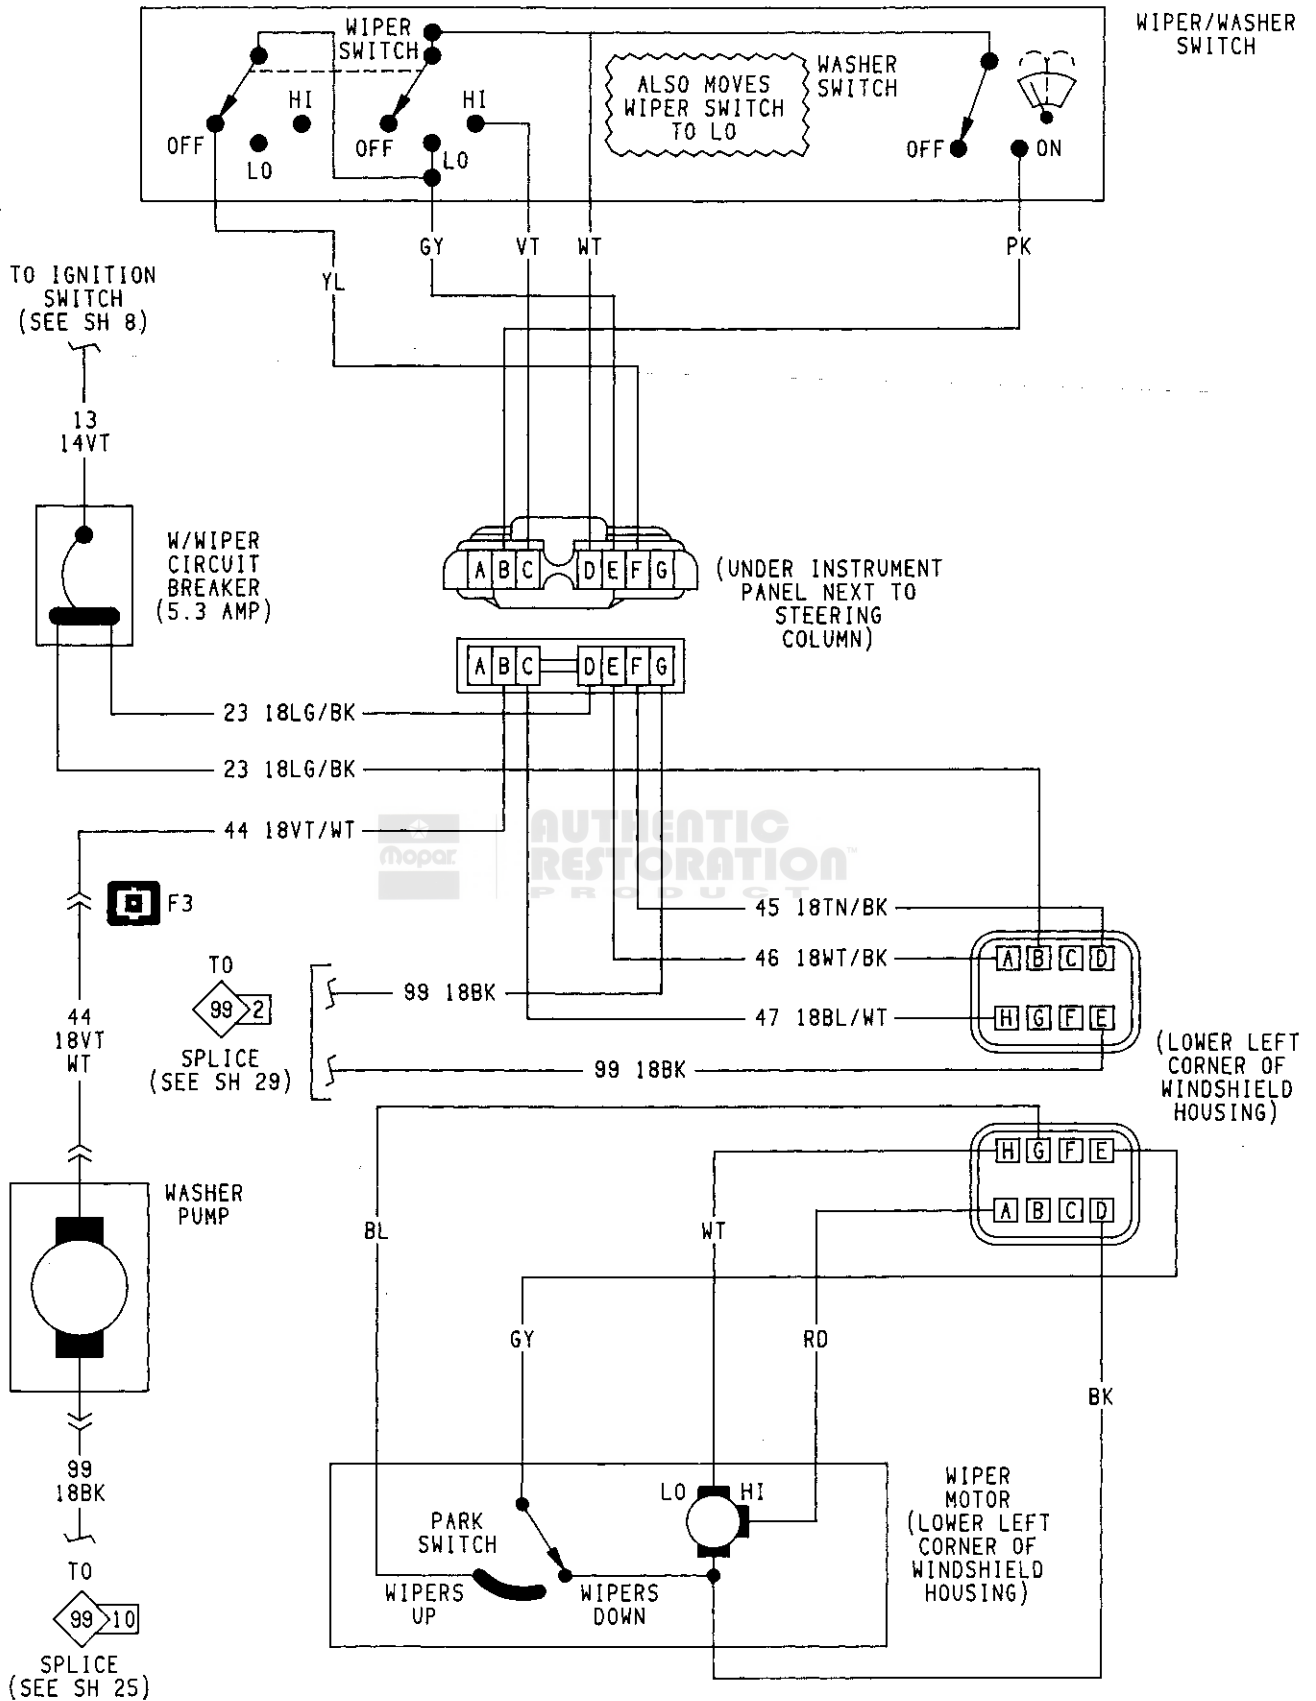 WIPER/WASHER
SWITCH
WIPER
SWITCH
HI
OFF
LO
HI
OFF
LO
ALSO MOVES
WIPER SWITCH
TO LO
WASHER
SWITCH
OFF
ON
GY
VT
WT
PK
YL
TO IGNITION
SWITCH
(SEE SH 8)
13
14VT
W/WIPER
CIRCUIT
BREAKER
(5.3 AMP)
A B C D E F G
(UNDER INSTRUMENT
PANEL NEXT TO
STEERING
COLUMN)
A B C D E F G
23 18LG/BK
23 18LG/BK
44 18VT/WT
Mopar
AUTHENTIC
RESTORATION™
PRODUCT
F3
45 18TN/BK
46 18WT/BK
A B C D
TO
99 2
SPLICE
(SEE SH 29)
99 18BK
47 18BL/WT
H G F E
99 18BK
(LOWER LEFT
CORNER OF
WINDSHIELD
HOUSING)
44
18VT
WT
WASHER
PUMP
H G F E
A B C D
BL
WT
GY
RD
BK
99
18BK
TO
99 10
SPLICE
(SEE SH 25)
PARK
SWITCH
WIPERS
UP
WIPERS
DOWN
LO
HI
WIPER
MOTOR
(LOWER LEFT
CORNER OF
WINDSHIELD
HOUSING)